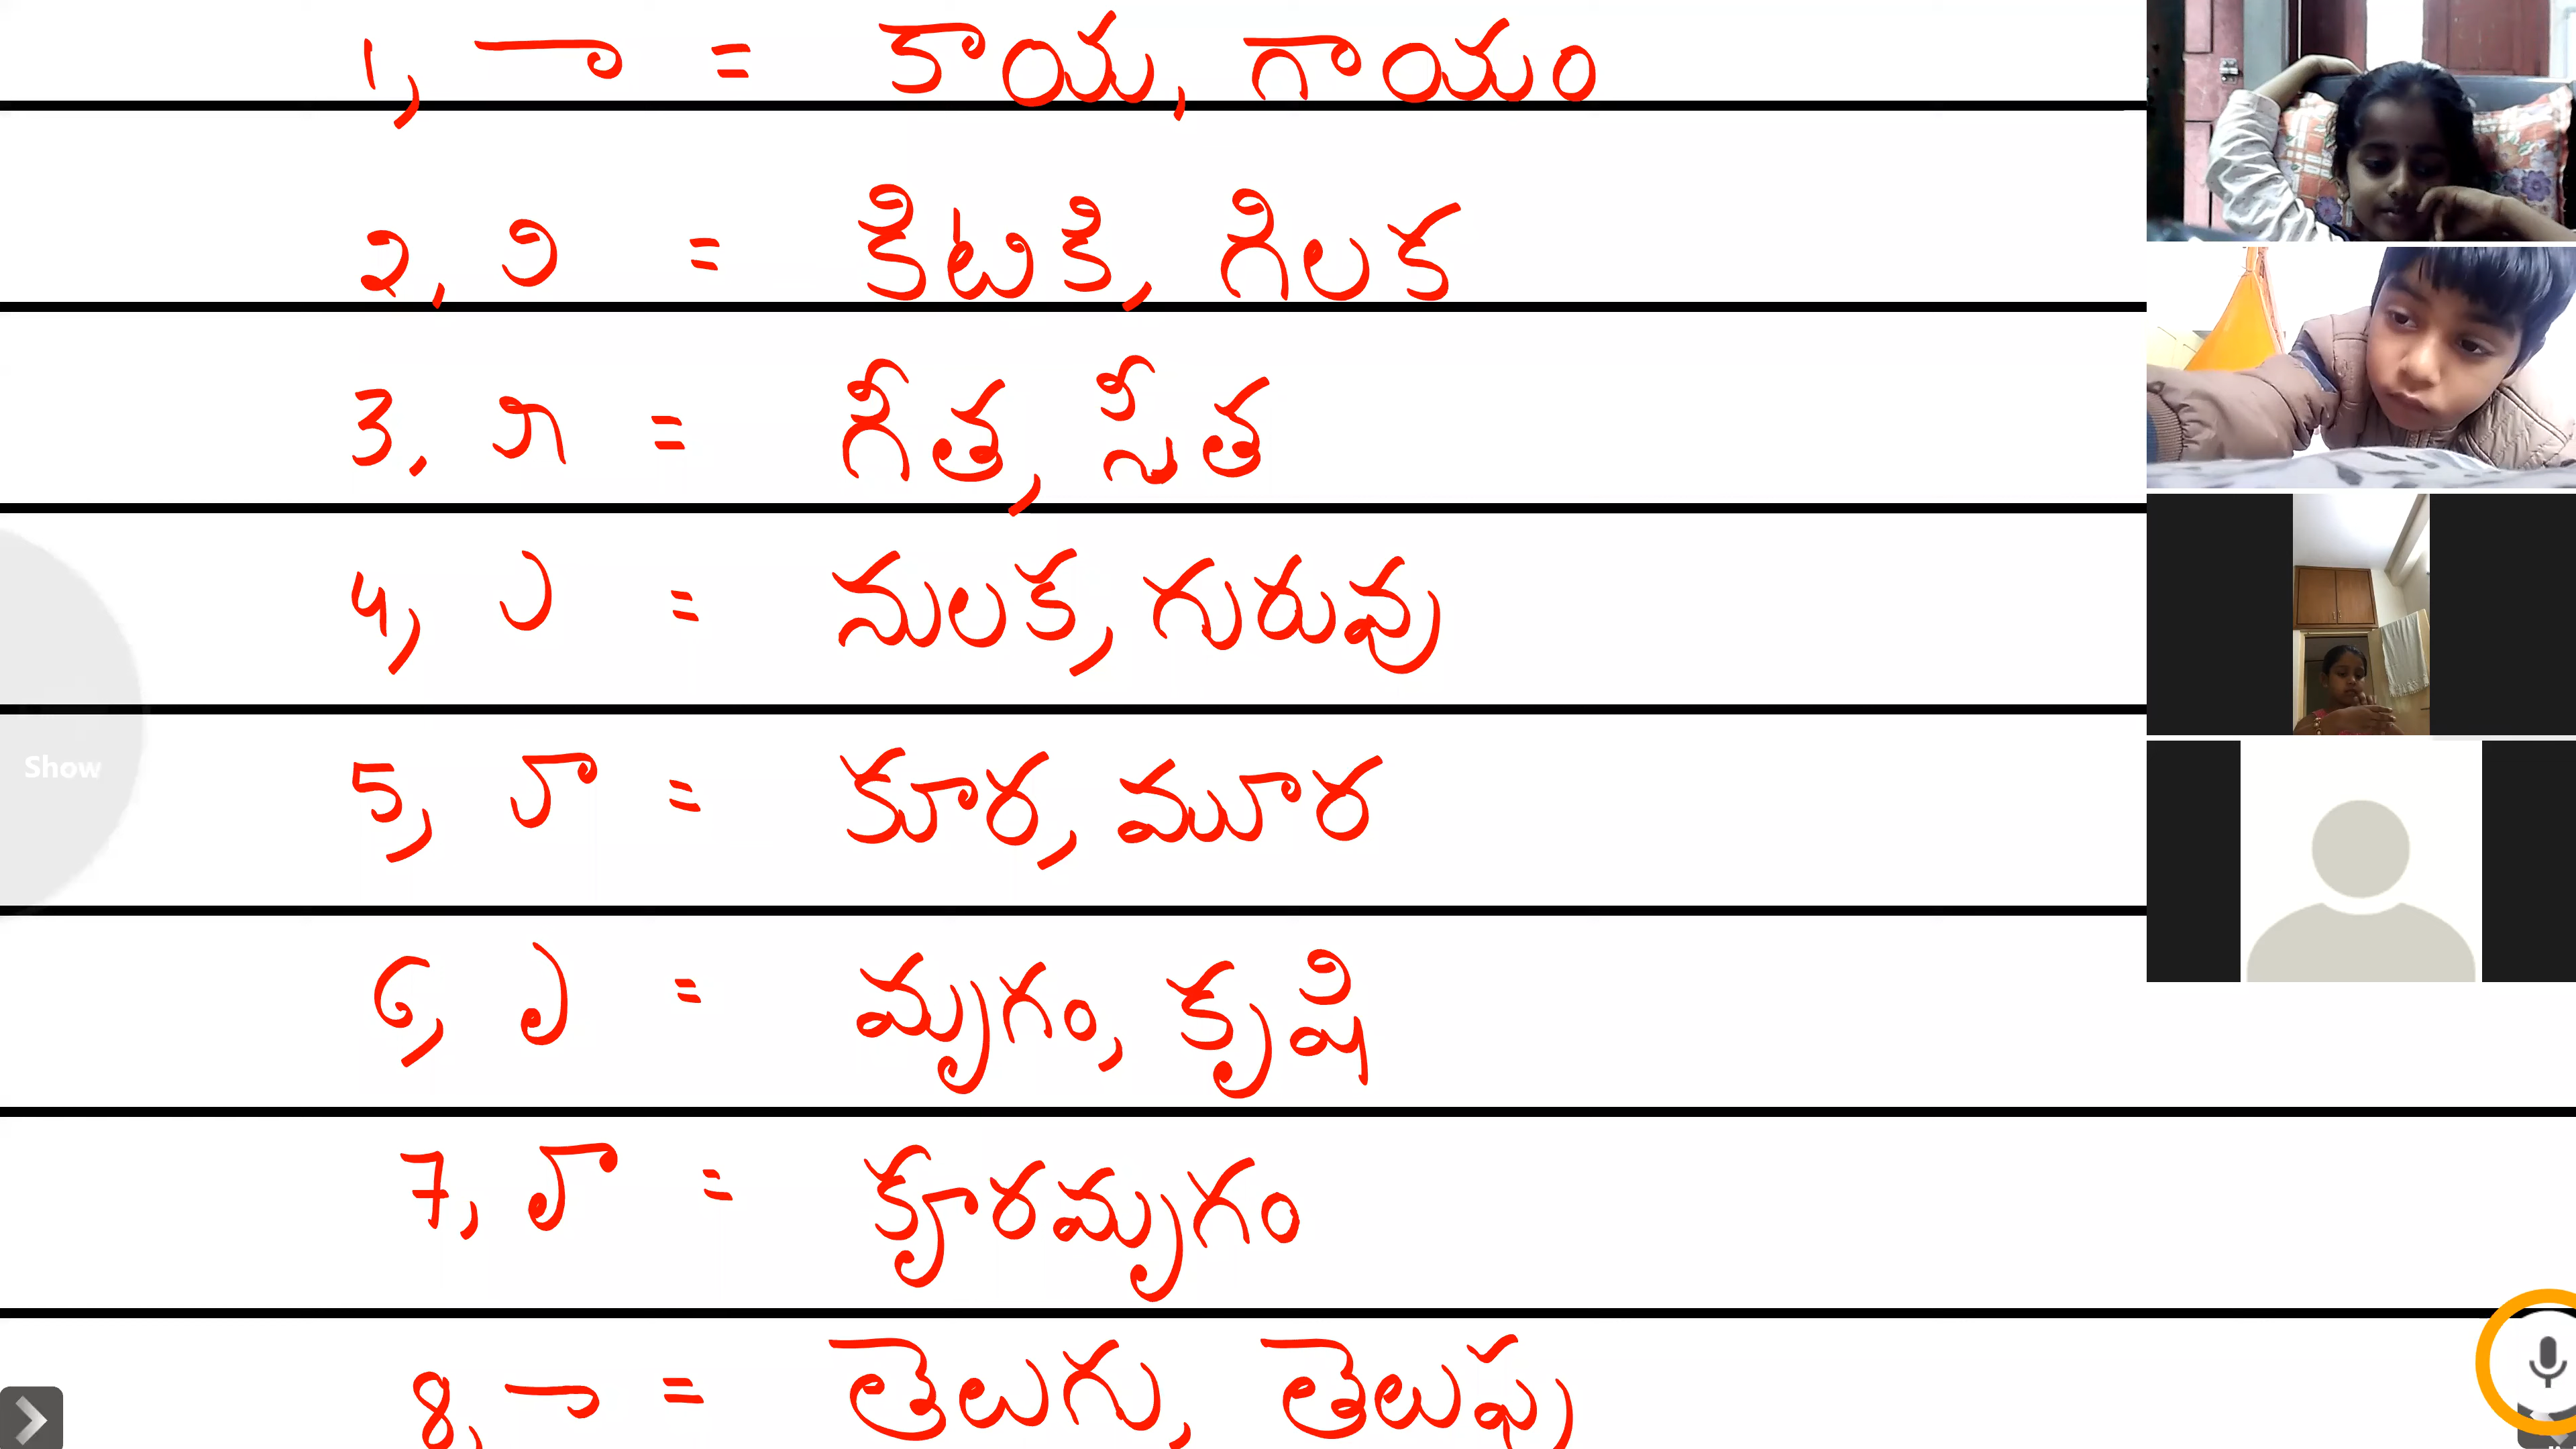 1, ా = కాయ, గాయం
2, ి = కిటికి, గిలక
3, ీ = గీత, సీత
4, ు = నులక, గురువు
Show
5, ూ = కూర, మూర
6, ృ = మృగం, కృషి
7, ౄ = కౄరమృగం
8, ె = తెలుగు, తెలుపు